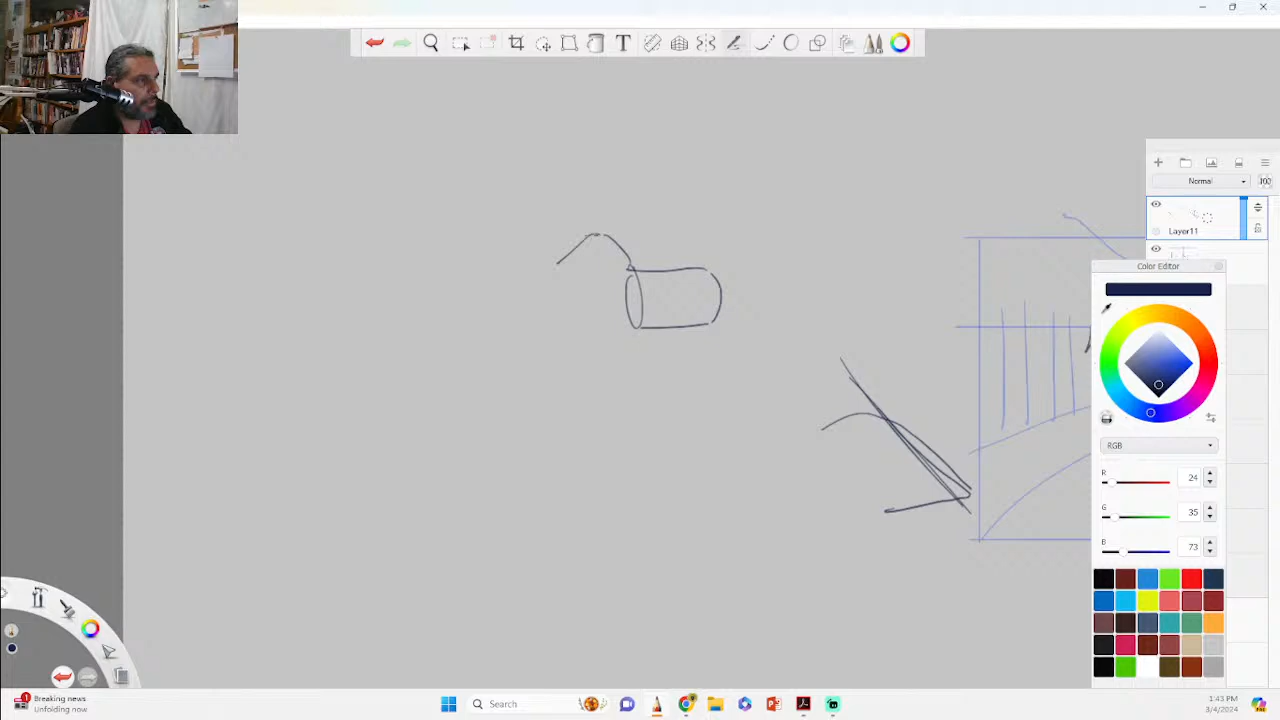 Normal
100
Layer11
Color Editor
RGB
R
24
G
35
B
73
Breaking news
Unfolding now
1
Search
1:43 PM
3/4/2024